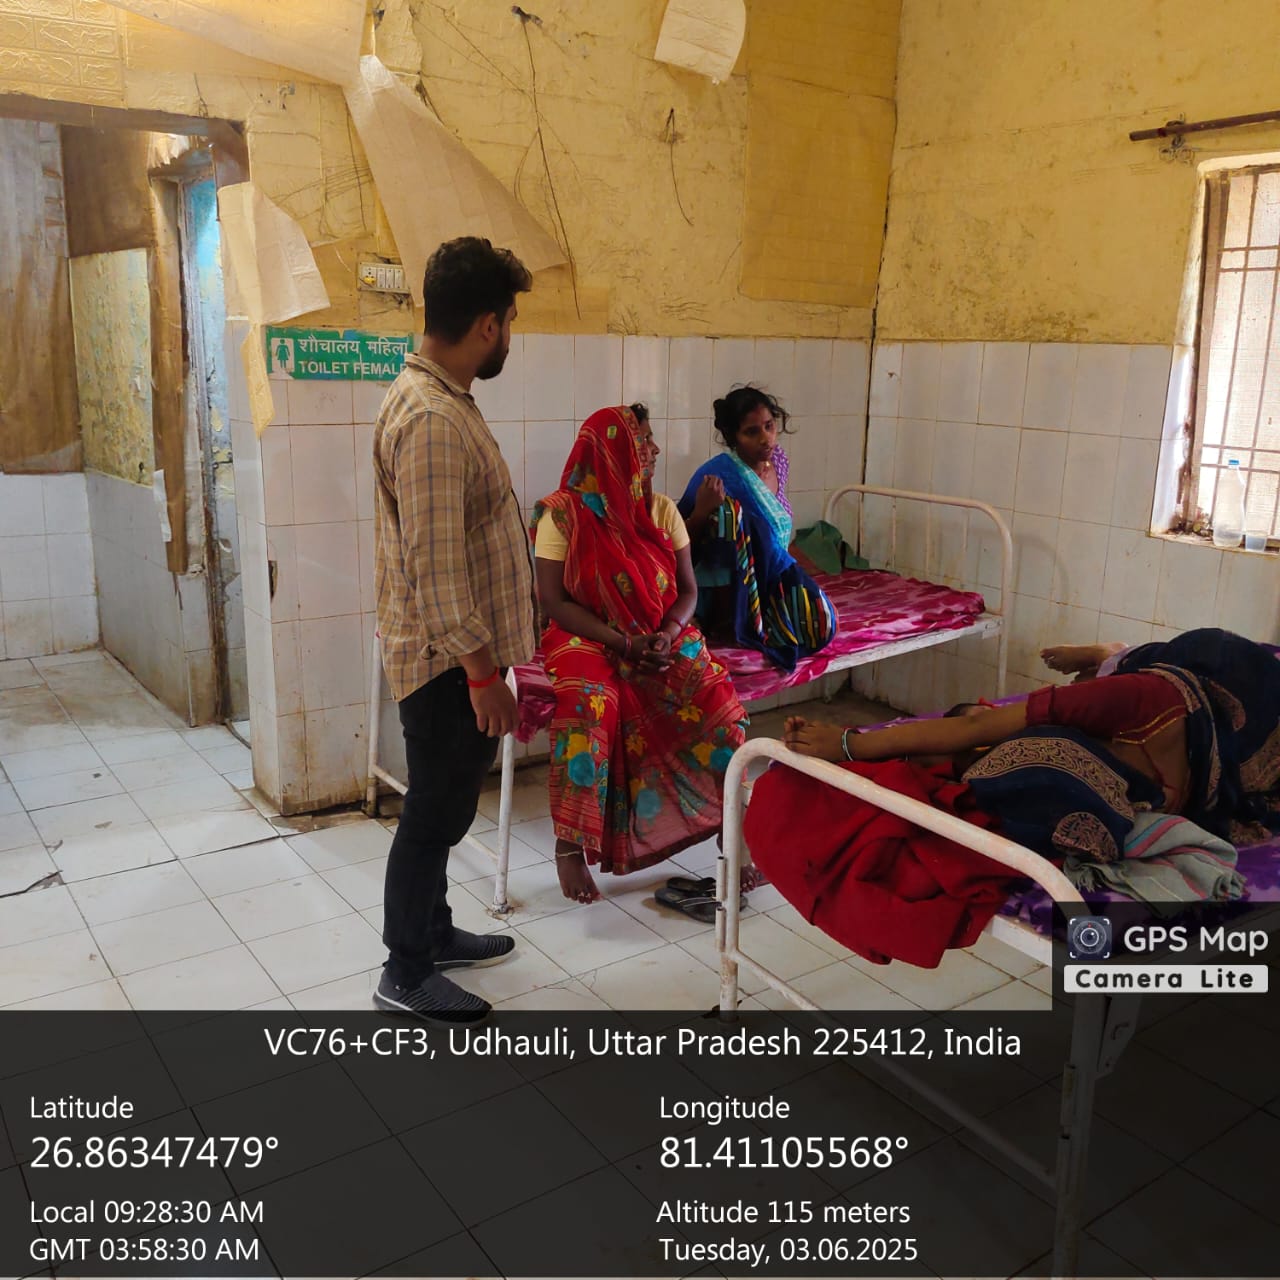 शौचालय महिला
TOILET FEMALE
GPS Map
Camera Lite
VC76+CF3, Udhauli, Uttar Pradesh 225412, India
Latitude
26.86347479°
Longitude
81.41105568°
Local 09:28:30 AM
GMT 03:58:30 AM
Altitude 115 meters
Tuesday, 03.06.2025